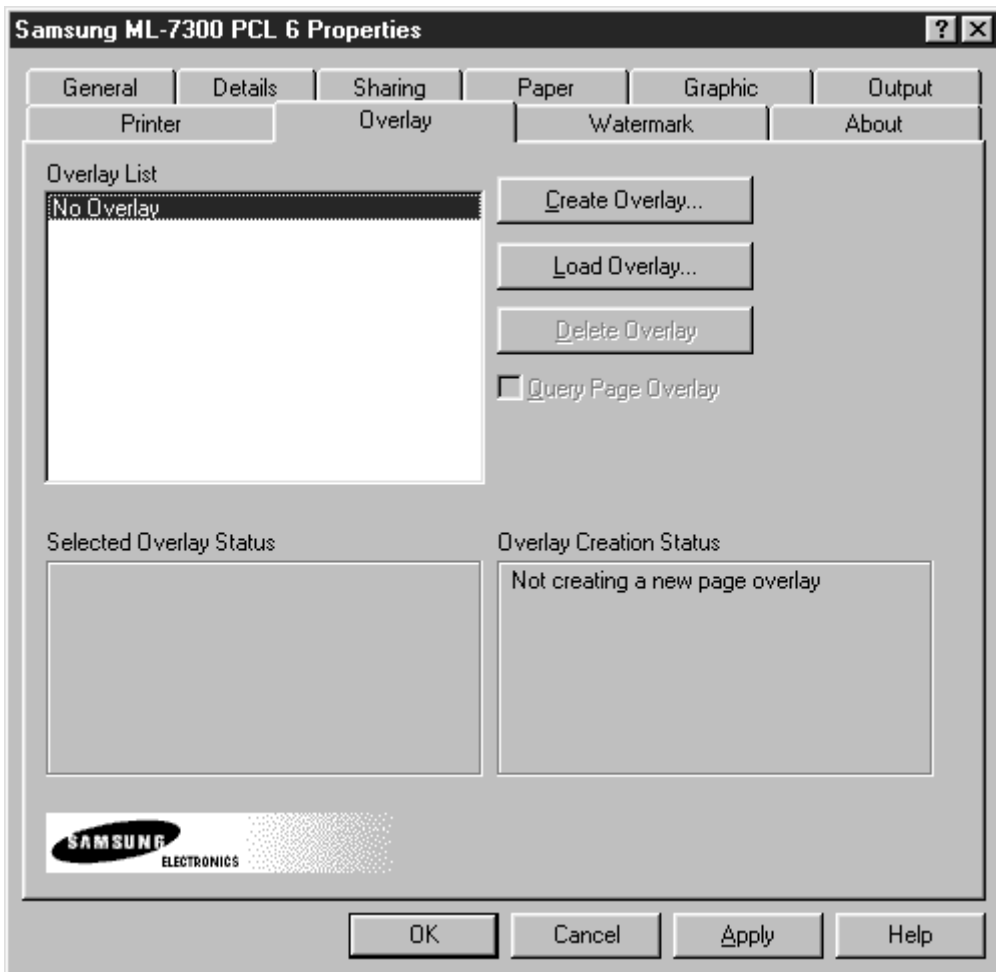 Samsung ML-7300 PCL 6 Properties
General Details Sharing Paper Graphic Output
Printer Overlay Watermark About
Overlay List
No Overlay
Create Overlay...
Load Overlay...
Delete Overlay
Query Page Overlay
Selected Overlay Status
Overlay Creation Status
Not creating a new page overlay
SAMSUNG
ELECTRONICS
OK Cancel Apply Help